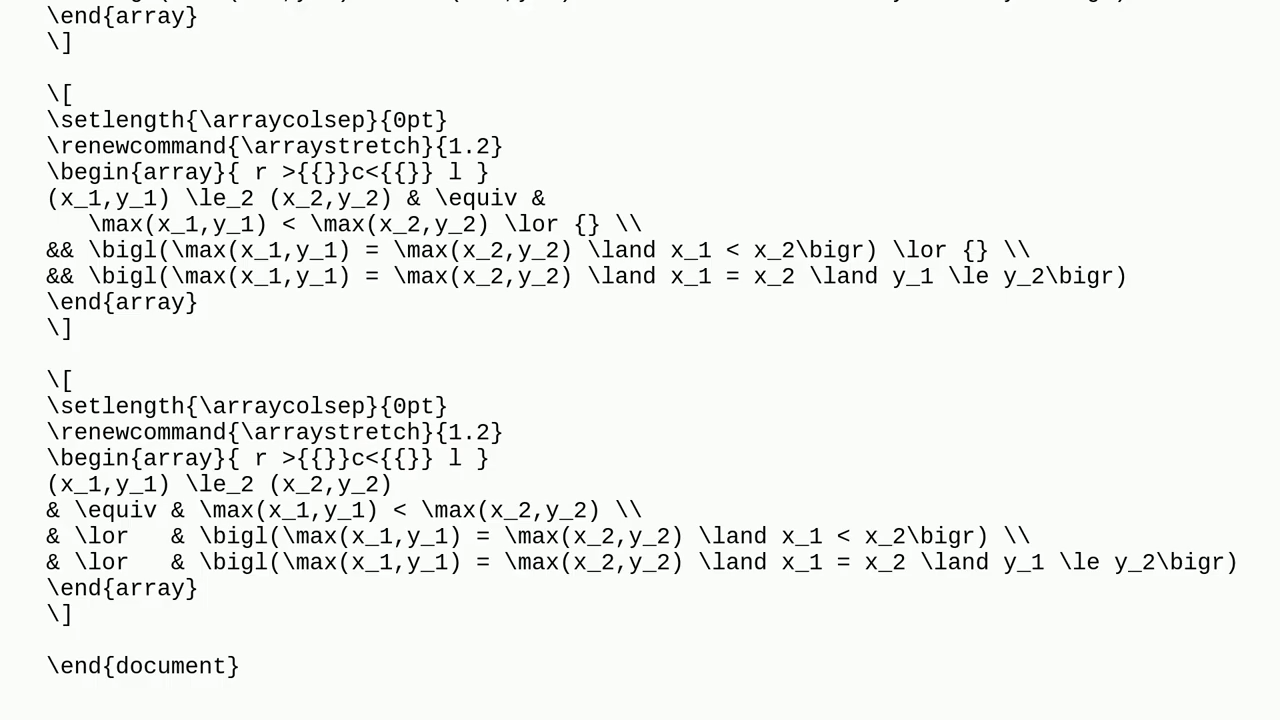 \end{array}
\]
\[
\setlength{\arraycolsep}{0pt}
\renewcommand{\arraystretch}{1.2}
\begin{array}{ r >{{}}c<{{}} l }
(x_1,y_1) \le_2 (x_2,y_2) & \equiv &
   \max(x_1,y_1) < \max(x_2,y_2) \lor {} \\
&& \bigl(\max(x_1,y_1) = \max(x_2,y_2) \land x_1 < x_2\bigr) \lor {} \\
&& \bigl(\max(x_1,y_1) = \max(x_2,y_2) \land x_1 = x_2 \land y_1 \le y_2\bigr)
\end{array}
\]
\[
\setlength{\arraycolsep}{0pt}
\renewcommand{\arraystretch}{1.2}
\begin{array}{ r >{{}}c<{{}} l }
(x_1,y_1) \le_2 (x_2,y_2)
& \equiv & \max(x_1,y_1) < \max(x_2,y_2) \\
& \lor   & \bigl(\max(x_1,y_1) = \max(x_2,y_2) \land x_1 < x_2\bigr) \\
& \lor   & \bigl(\max(x_1,y_1) = \max(x_2,y_2) \land x_1 = x_2 \land y_1 \le y_2\bigr)
\end{array}
\]
\end{document}